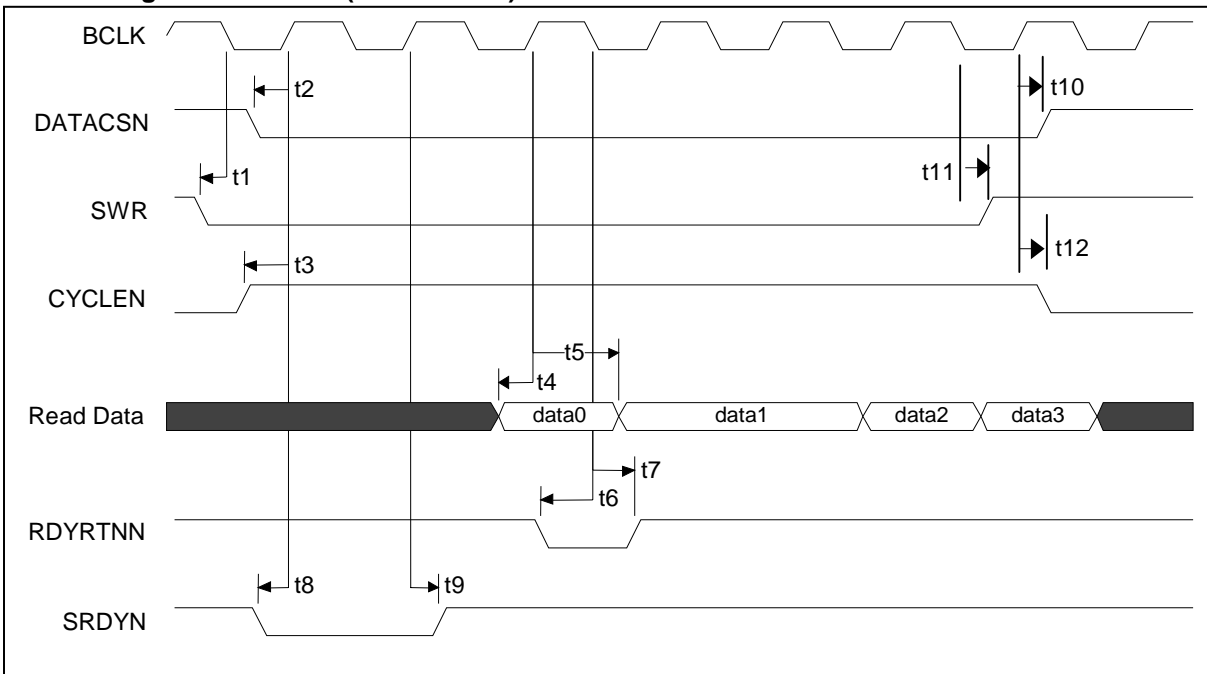 BCLK
t2
t10
DATACSN
t1
t11
SWR
t3
t12
CYCLEN
t5
t4
Read Data
data0
data1
data2
data3
t7
t6
RDYRTNN
t8
t9
SRDYN